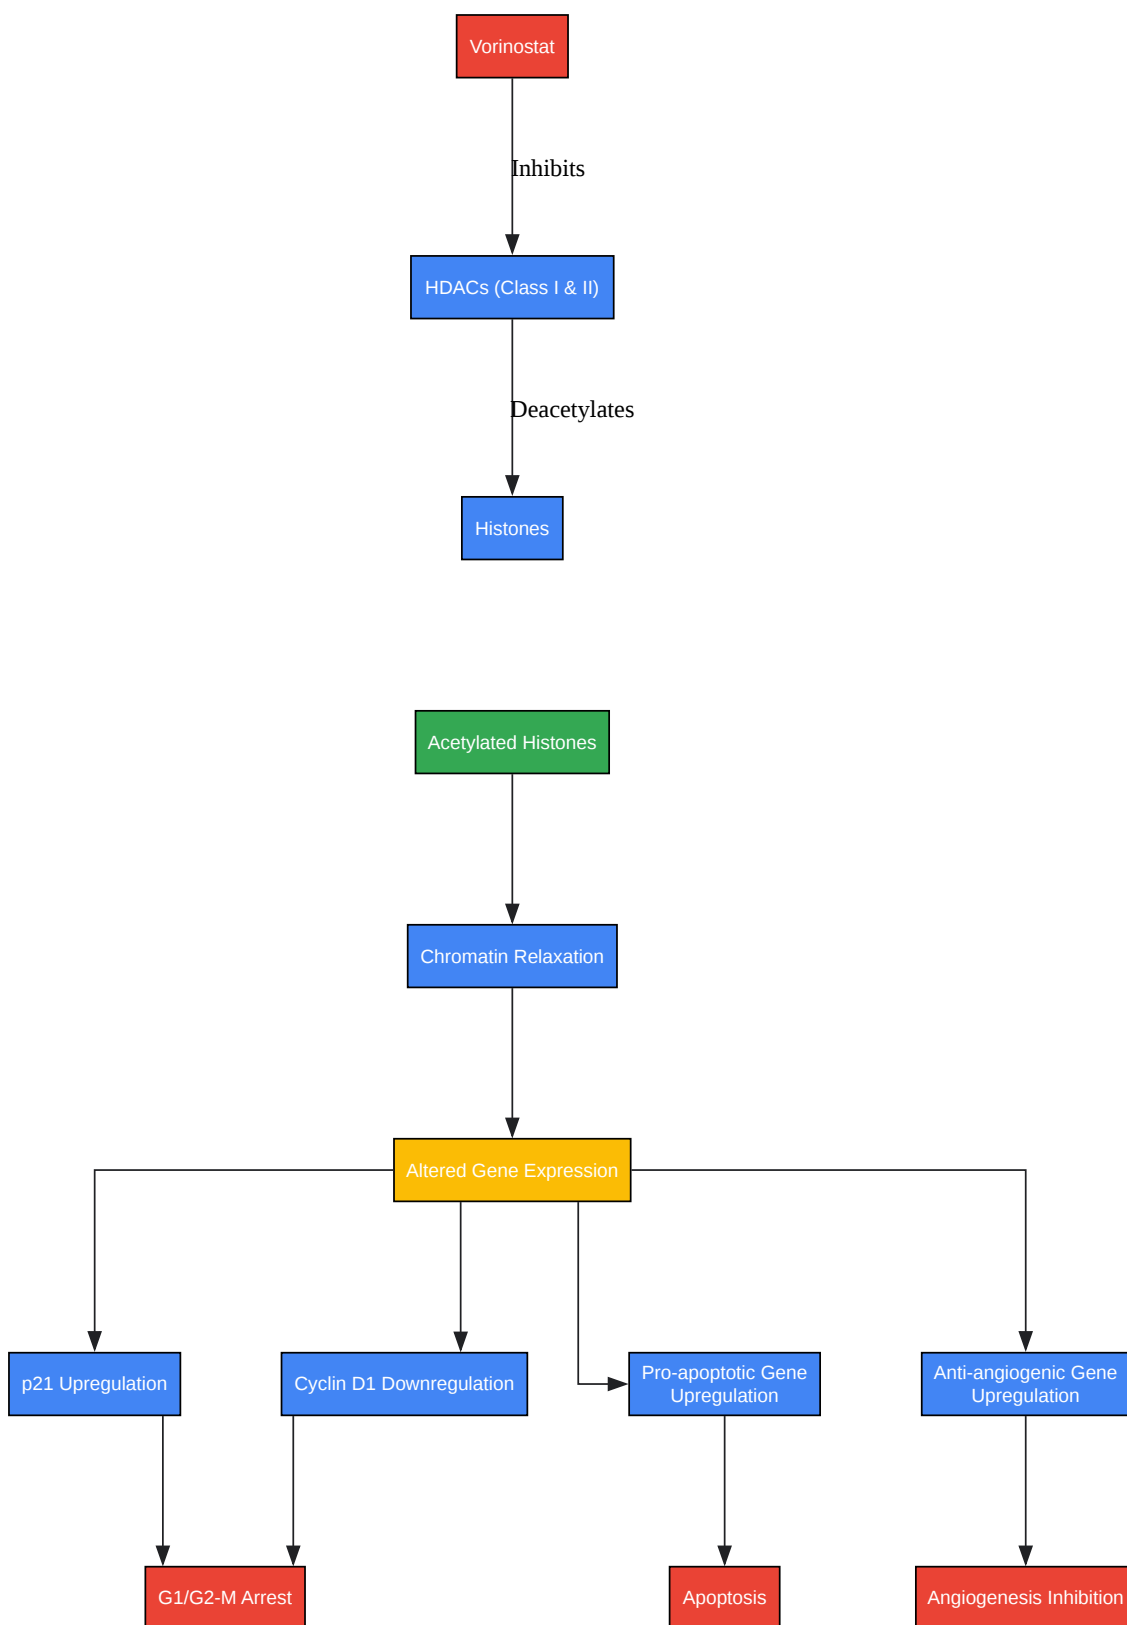 Vorinostat
Inhibits
HDACs (Class I & II)
Deacetylates
Histones
Acetylated Histones
Chromatin Relaxation
Altered Gene Expression
p21 Upregulation
Cyclin D1 Downregulation
Pro-apoptotic Gene
Upregulation
Anti-angiogenic Gene
Upregulation
G1/G2-M Arrest
Apoptosis
Angiogenesis Inhibition